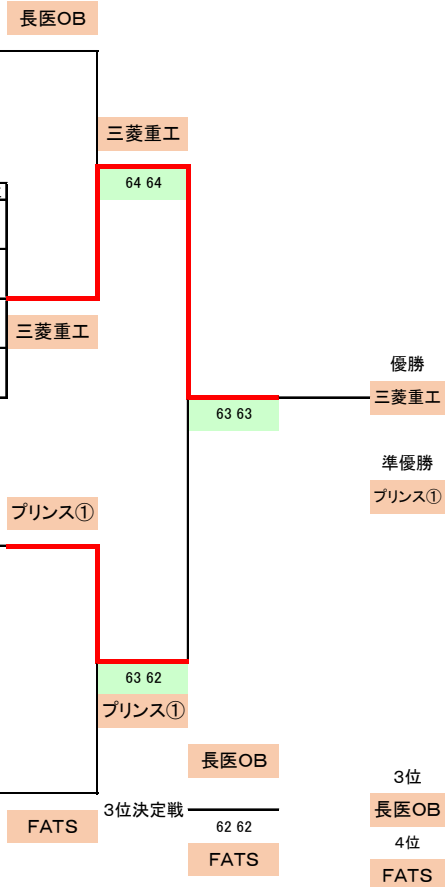 長医OB
三菱重工
64 64
三菱重工
優勝
三菱重工
63 63
準優勝
プリンス①
プリンス①
63 62
プリンス①
長医OB
3位
3位決定戦
長医OB
62 62
FATS
4位
FATS
FATS